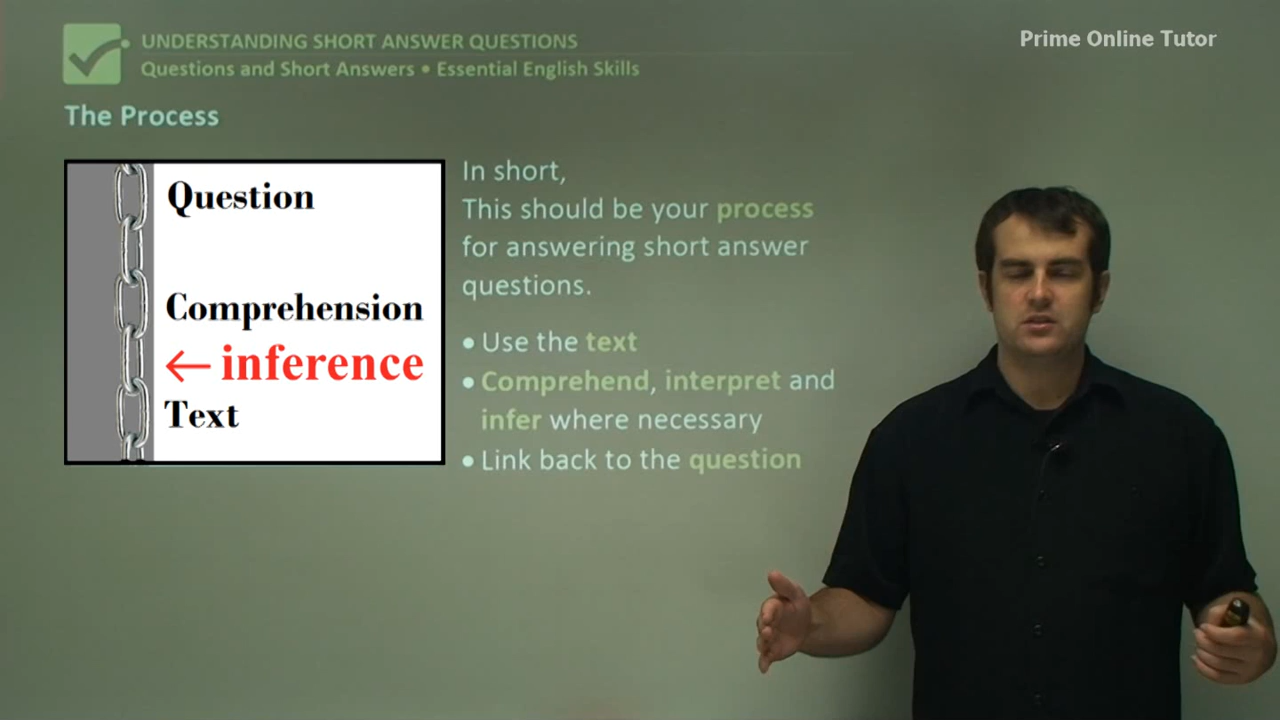 UNDERSTANDING SHORT ANSWER QUESTIONS
Prime Online Tutor
Questions and Short Answers • Essential English Skills
The Process
Question
Comprehension
← inference
Text
In short,
This should be your process
for answering short answer
questions.
• Use the text
• Comprehend, interpret and
infer where necessary
• Link back to the question